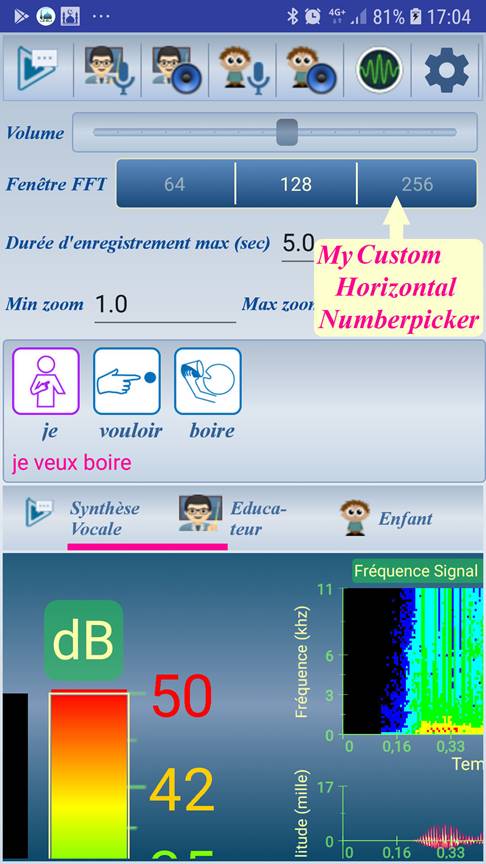 4G+ 81% 17:04
Volume
Fenêtre FFT 64 128 256
Durée d'enregistrement max (sec) 5.0
My Custom
Horizontal
Numberpicker
Min zoom 1.0 Max zoom
je vouloir boire
je veux boire
Synthèse
Vocale
Educa-
teur
Enfant
dB
50
42
Fréquence Signal
Fréquence (khz)
11
6
3
0
0 0,16 0,33
Tem
litude (mille)
17
0
0 0,16 0,33